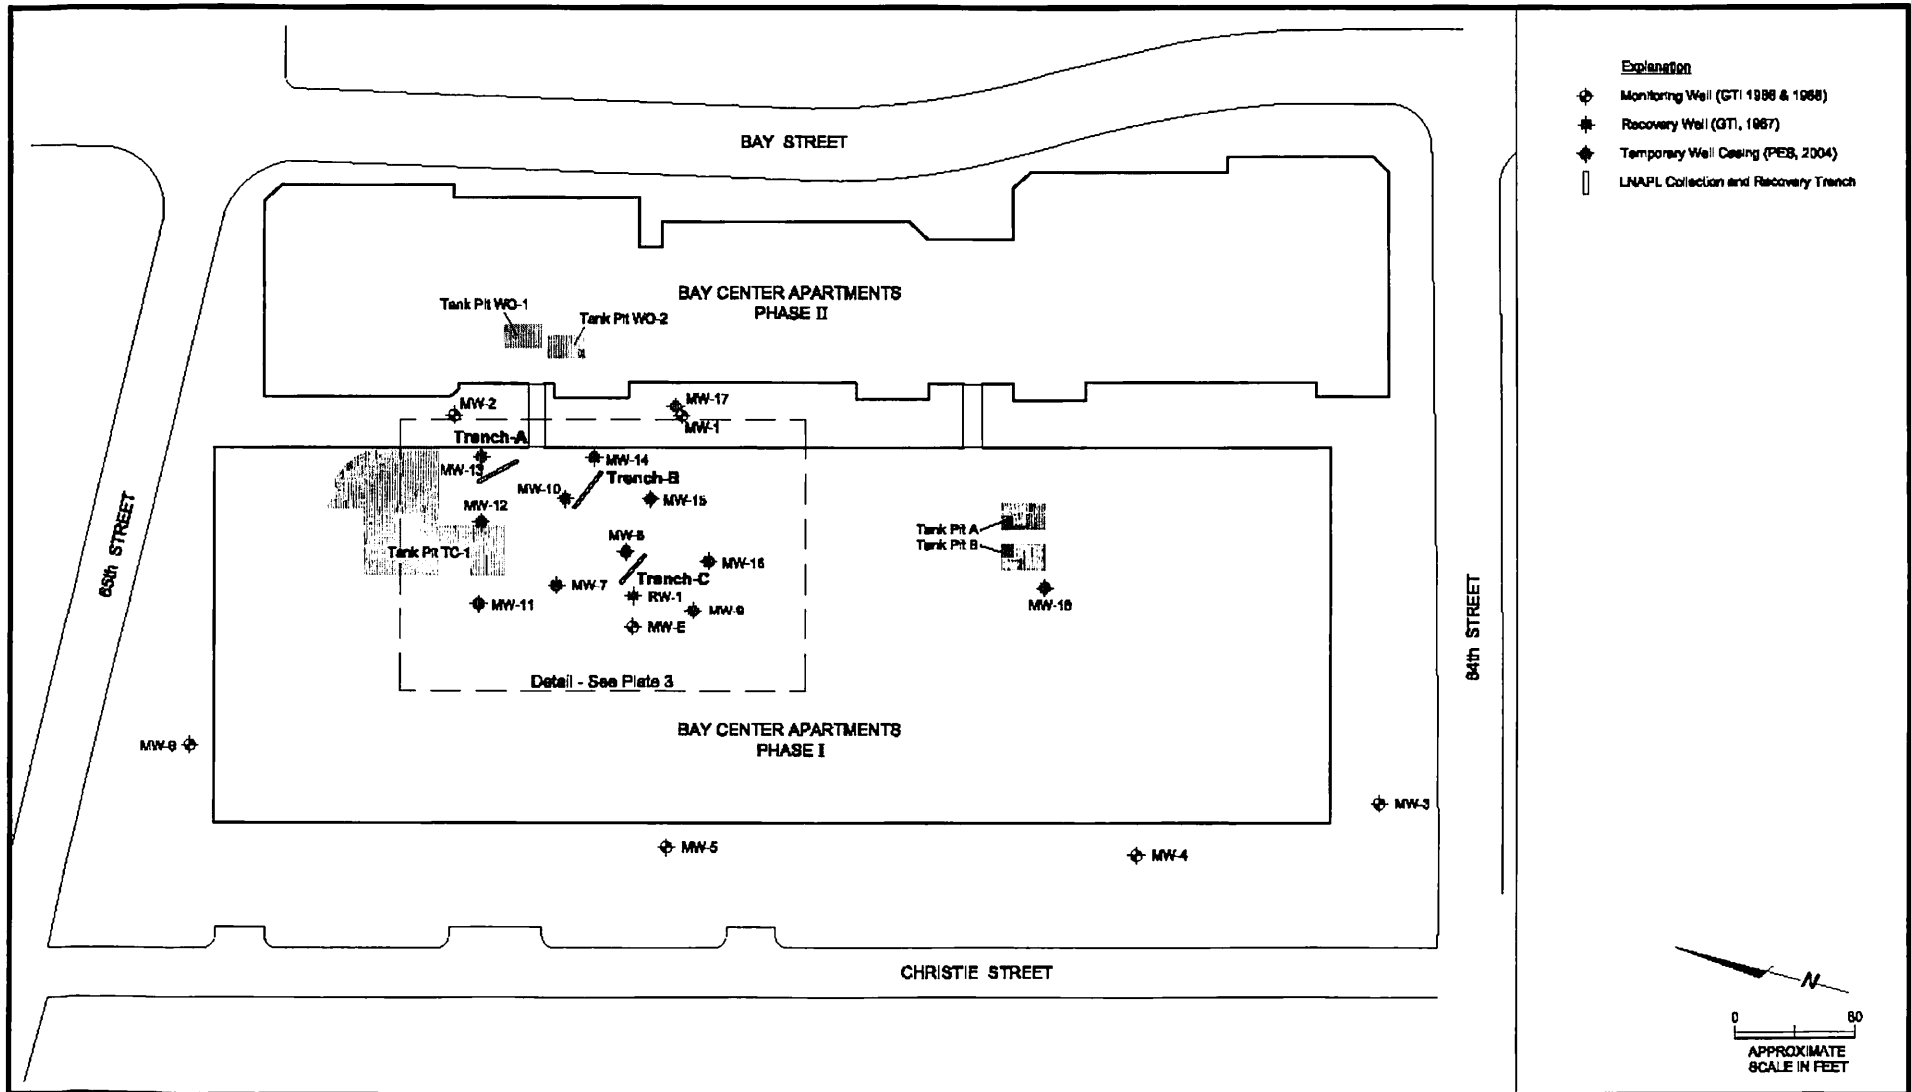 Explanation
Monitoring Well (GTI 1986 & 1988)
Recovery Well (GTI, 1987)
Temporary Well Casing (PES, 2004)
LNAPL Collection and Recovery Trench
BAY STREET
BAY CENTER APARTMENTS
PHASE II
Tank Pit WO-1
Tank Pit WO-2
MW-2
MW-17
MW-1
Trench-A
MW-13
MW-14
Trench-B
MW-10
MW-15
MW-12
Tank Pit TC-1
MW-8
MW-16
Trench-C
MW-7
RW-1
MW-11
MW-9
MW-E
Detail - See Plate 3
Tank Pit A
Tank Pit B
MW-18
65th STREET
64th STREET
BAY CENTER APARTMENTS
PHASE I
MW-3
MW-5
MW-4
CHRISTIE STREET
N
0
APPROXIMATE
SCALE IN FEET